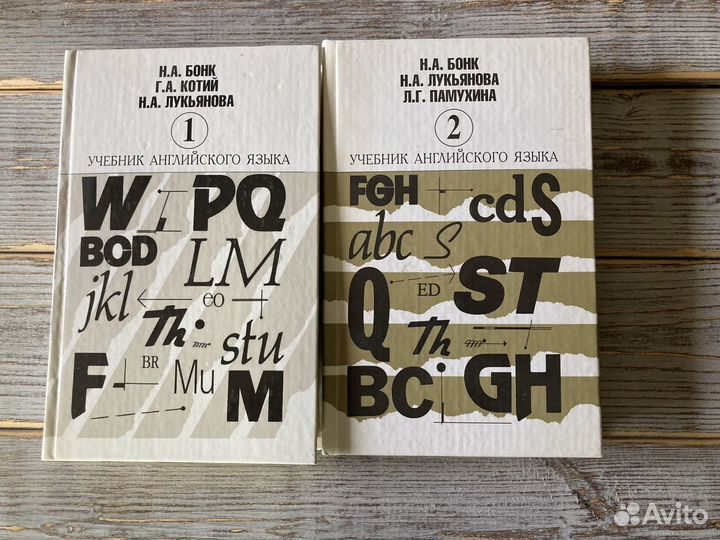 Н.А. БОНК
Г.А. КОТИЙ
Н.А. ЛУКЬЯНОВА
1
УЧЕБНИК АНГЛИЙСКОГО ЯЗЫКА
W PQ
BOD
LM
jkl
eo
Th
stu
BR
Mu
F M
Н.А. БОНК
Н.А. ЛУКЬЯНОВА
Л.Г. ПАМУХИНА
2
УЧЕБНИК АНГЛИЙСКОГО ЯЗЫКА
FGH cdS
abc S
Q ED ST
Th
BC GH
Avito